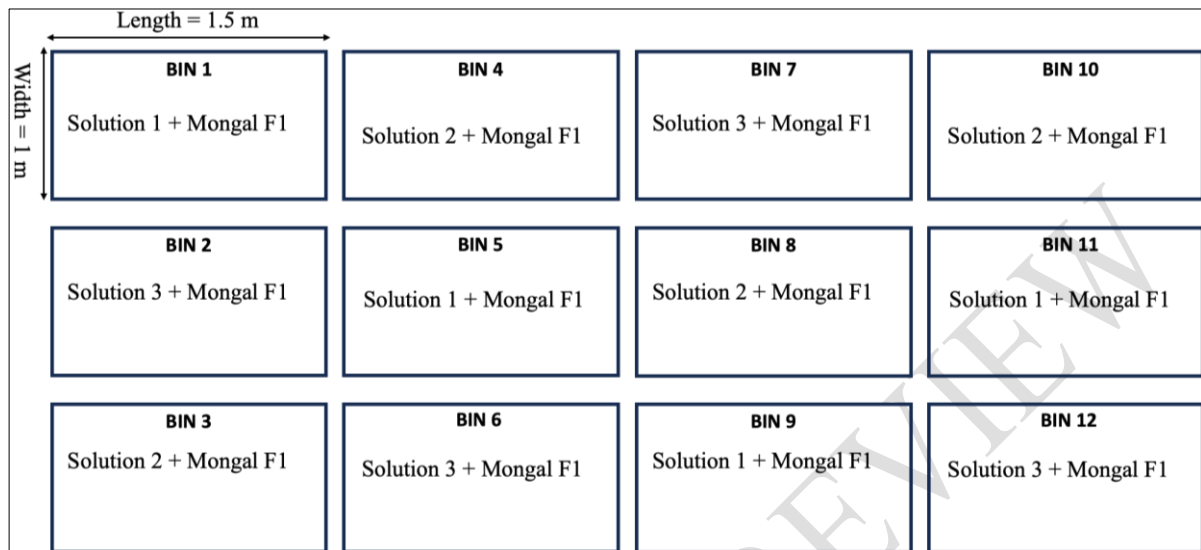 Length = 1.5 m
Width = 1 m
BIN 1
Solution 1 + Mongal F1
BIN 4
Solution 2 + Mongal F1
BIN 7
Solution 3 + Mongal F1
BIN 10
Solution 2 + Mongal F1
BIN 2
Solution 3 + Mongal F1
BIN 5
Solution 1 + Mongal F1
BIN 8
Solution 2 + Mongal F1
BIN 11
Solution 1 + Mongal F1
BIN 3
Solution 2 + Mongal F1
BIN 6
Solution 3 + Mongal F1
BIN 9
Solution 1 + Mongal F1
BIN 12
Solution 3 + Mongal F1